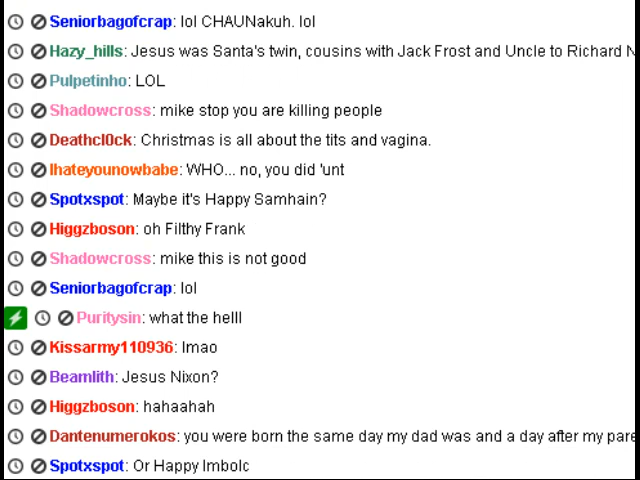 Seniorbagofcrap: lol CHAUNakuh. lol
Hazy_hills: Jesus was Santa's twin, cousins with Jack Frost and Uncle to Richard N
Pulpetinho: LOL
Shadowcross: mike stop you are killing people
Deathcl0ck: Christmas is all about the tits and vagina.
Ihateyounowbabe: WHO... no, you did 'unt
Spotxspot: Maybe it's Happy Samhain?
Higgzboson: oh Filthy Frank
Shadowcross: mike this is not good
Seniorbagofcrap: lol
Puritysin: what the helll
Kissarmy110936: lmao
Beamlith: Jesus Nixon?
Higgzboson: hahaahah
Dantenumerokos: you were born the same day my dad was and a day after my pare
Spotxspot: Or Happy Imbolc